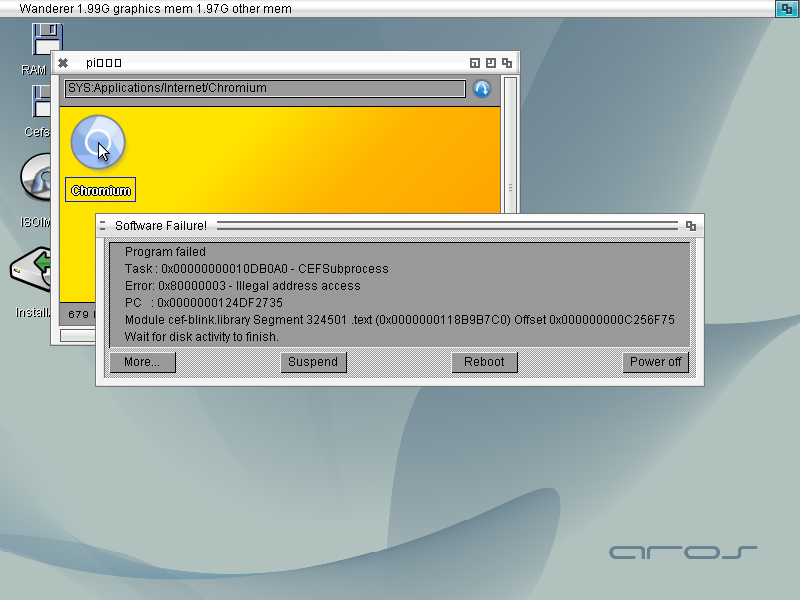 Wanderer 1.99G graphics mem 1.97G other mem
RAM
pi▯▯▯
SYS:Applications/Internet/Chromium
Cefs
Chromium
ISOIm
Install
679
Software Failure!
Program failed
Task : 0x00000000010DB0A0 - CEFSubprocess
Error: 0x80000003 - Illegal address access
PC : 0x0000000124DF2735
Module cef-blink.library Segment 324501 .text (0x0000000118B9B7C0) Offset 0x000000000C256F75
Wait for disk activity to finish.
More... Suspend Reboot Power off
aros